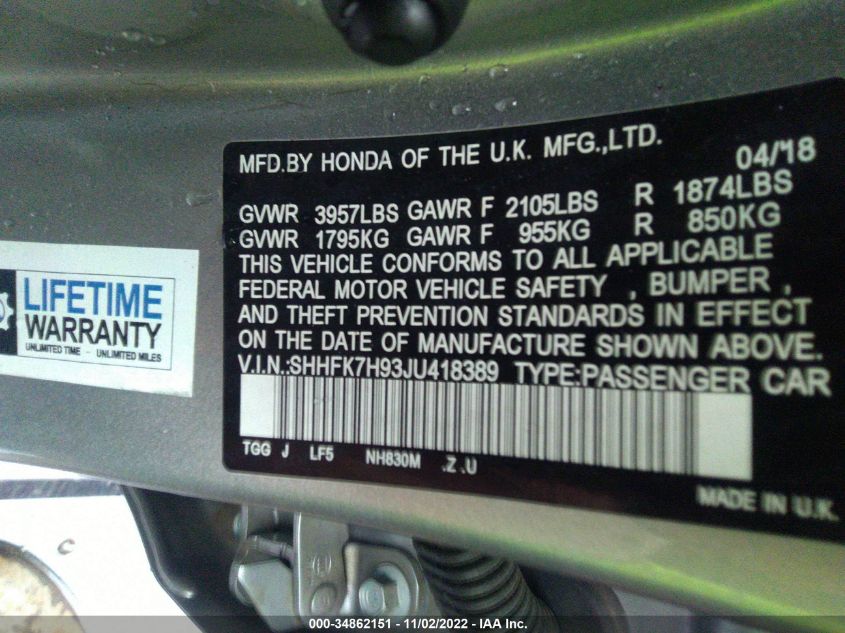 MFD.BY HONDA OF THE U.K. MFG.,LTD. 04/'18
GVWR 3957LBS GAWR F 2105LBS R 1874LBS
GVWR 1795KG GAWR F 955KG R 850KG
THIS VEHICLE CONFORMS TO ALL APPLICABLE
FEDERAL MOTOR VEHICLE SAFETY , BUMPER ,
AND THEFT PREVENTION STANDARDS IN EFFECT
ON THE DATE OF MANUFACTURE SHOWN ABOVE.
V.I.N.:SHHFK7H93JU418389 TYPE:PASSENGER CAR
TGG J LF5 NH830M .Z .U
MADE IN U.K.
LIFETIME
WARRANTY
UNLIMITED TIME - UNLIMITED MILES
000-34862151 - 11/02/2022 - IAA Inc.